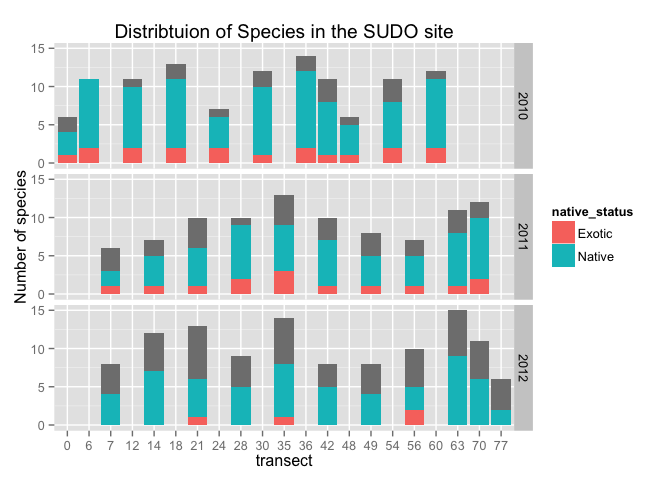 Distribtuion of Species in the SUDO site
Number of species
15
10
5
0
2010
15
10
5
0
2011
15
10
5
0
2012
0 6 7 12 14 18 21 24 28 30 35 36 42 48 49 54 56 60 63 70 77
transect
native_status
Exotic
Native